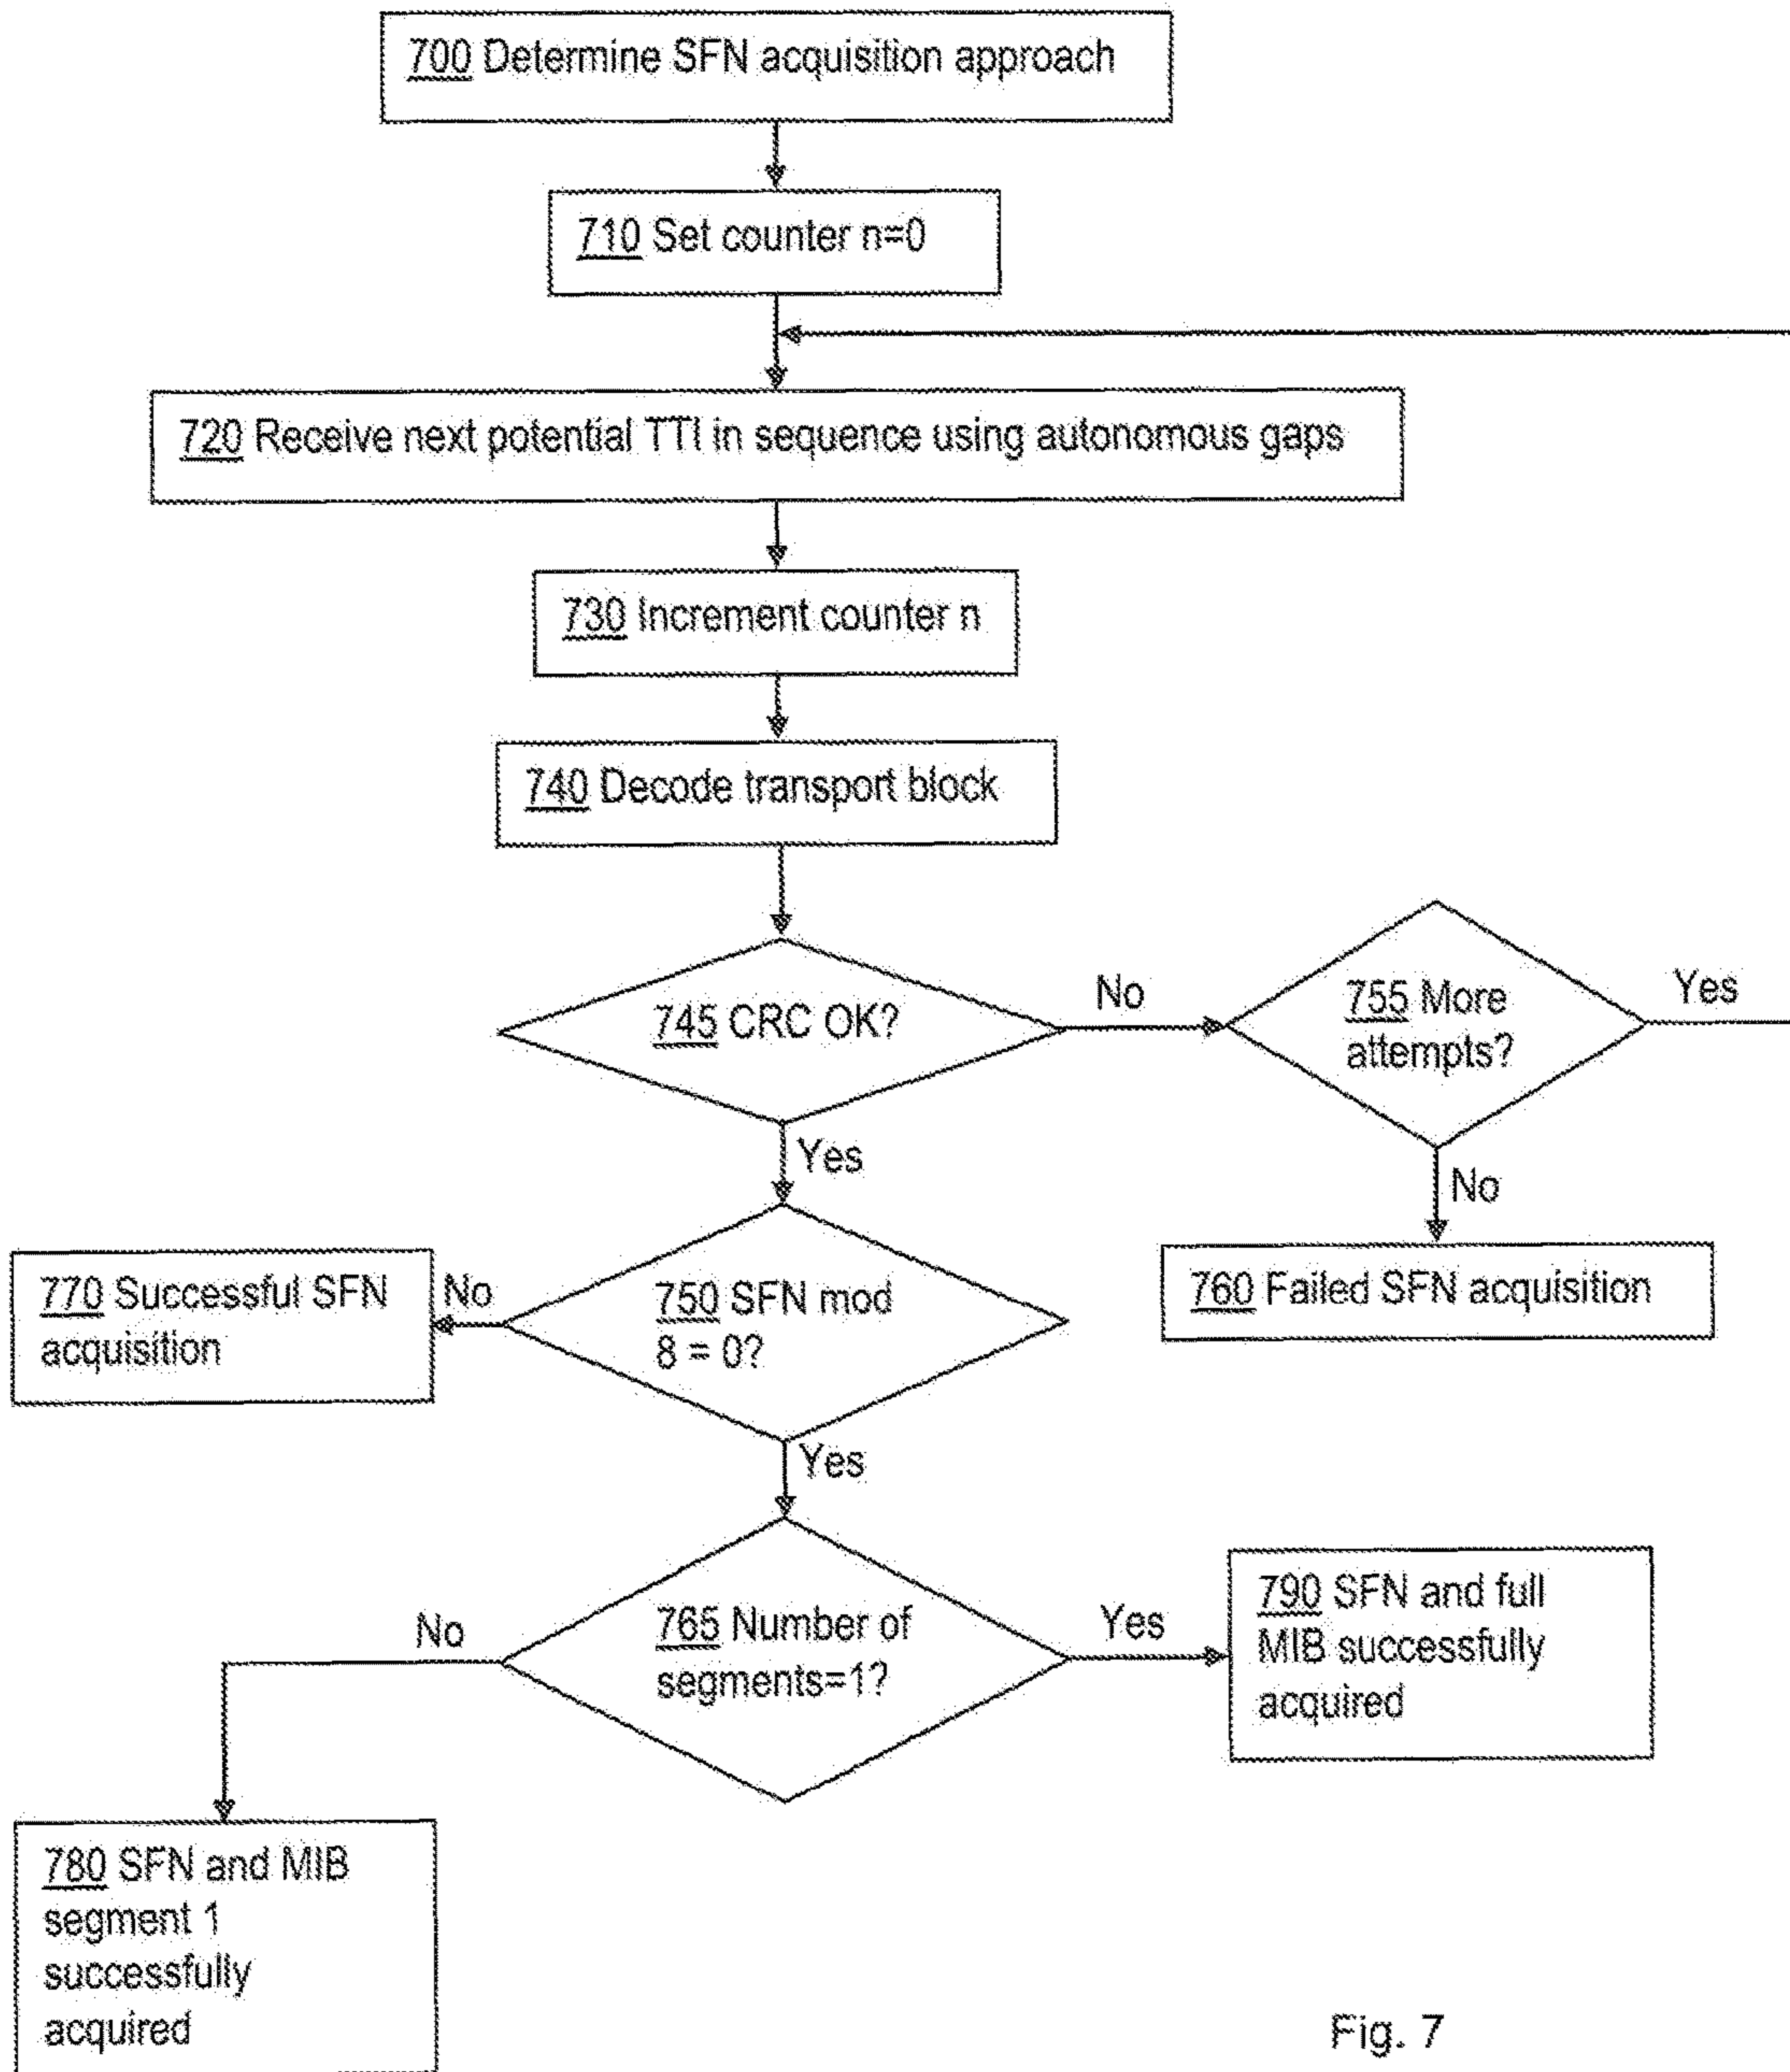 700 Determine SFN acquisition approach
710 Set counter n=0
720 Receive next potential TTI in sequence using autonomous gaps
730 Increment counter n
740 Decode transport block
745 CRC OK?
No
755 More
attempts?
Yes
Yes
No
770 Successful SFN
acquisition
No
750 SFN mod
8 = 0?
760 Failed SFN acquisition
Yes
No
765 Number of
segments=1?
Yes
790 SFN and full
MIB successfully
acquired
780 SFN and MIB
segment 1
successfully
acquired
Fig. 7